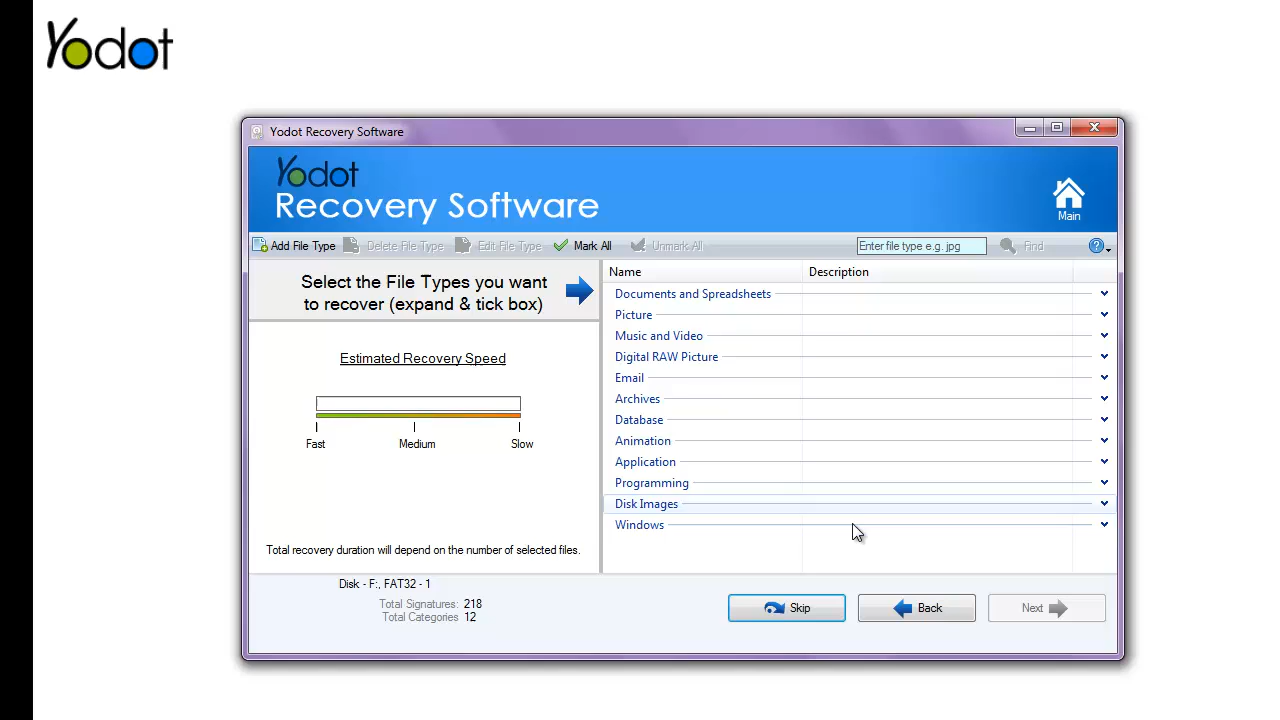 Yodot
Yodot Recovery Software
Yodot
Recovery Software
Main
Add File Type Delete File Type Edit File Type Mark All Unmark All Enter file type e.g. jpg Find ?
Select the File Types you want
to recover (expand & tick box)
Estimated Recovery Speed
Fast Medium Slow
Total recovery duration will depend on the number of selected files.
Name Description
Documents and Spreadsheets
Picture
Music and Video
Digital RAW Picture
Email
Archives
Database
Animation
Application
Programming
Disk Images
Windows
Disk - F:, FAT32 - 1
Total Signatures: 218
Total Categories 12
Skip Back Next